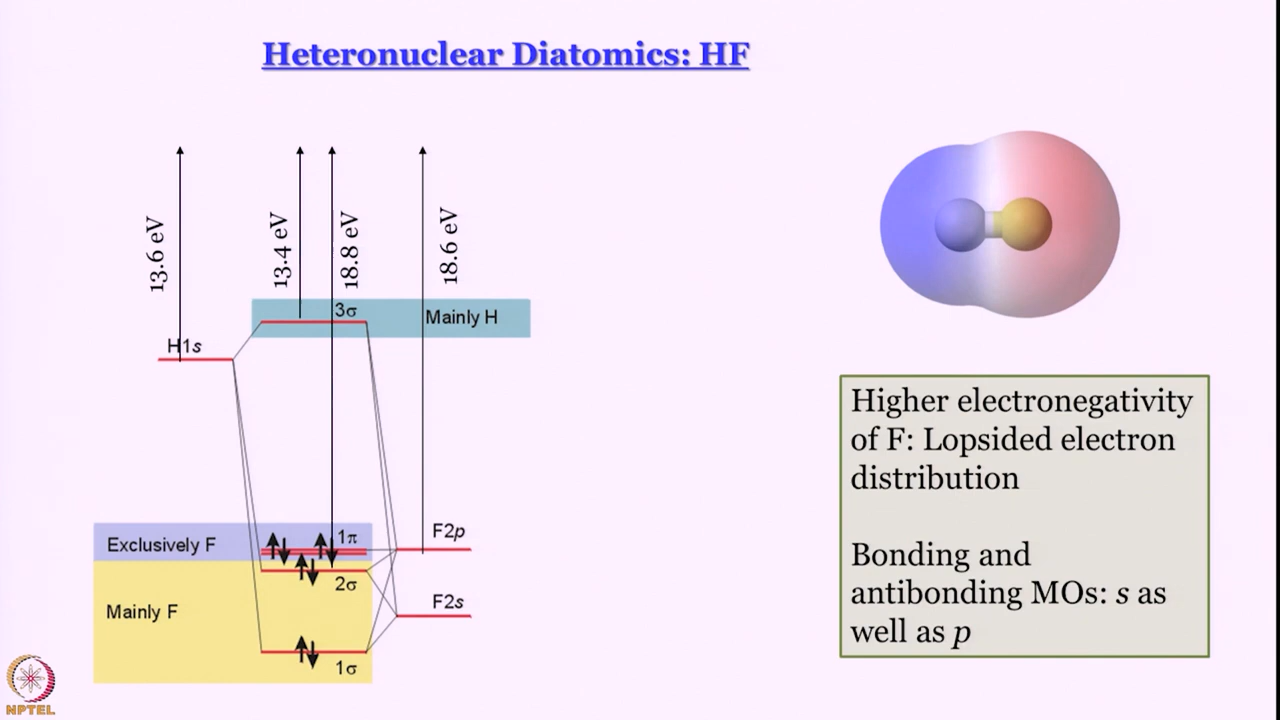 Heteronuclear Diatomics: HF
13.6 eV
13.4 eV
18.8 eV
18.6 eV
3σ
Mainly H
H1s
Exclusively F
1π
F2p
2σ
Mainly F
F2s
1σ
Higher electronegativity
of F: Lopsided electron
distribution
Bonding and
antibonding MOs: s as
well as p
NPTEL